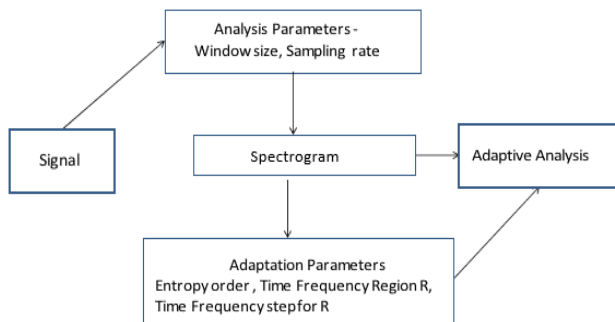 Analysis Parameters -
Window size, Sampling rate
Signal
Spectrogram
Adaptive Analysis
Adaptation Parameters
Entropy order , Time Frequency Region R,
Time Frequency step for R